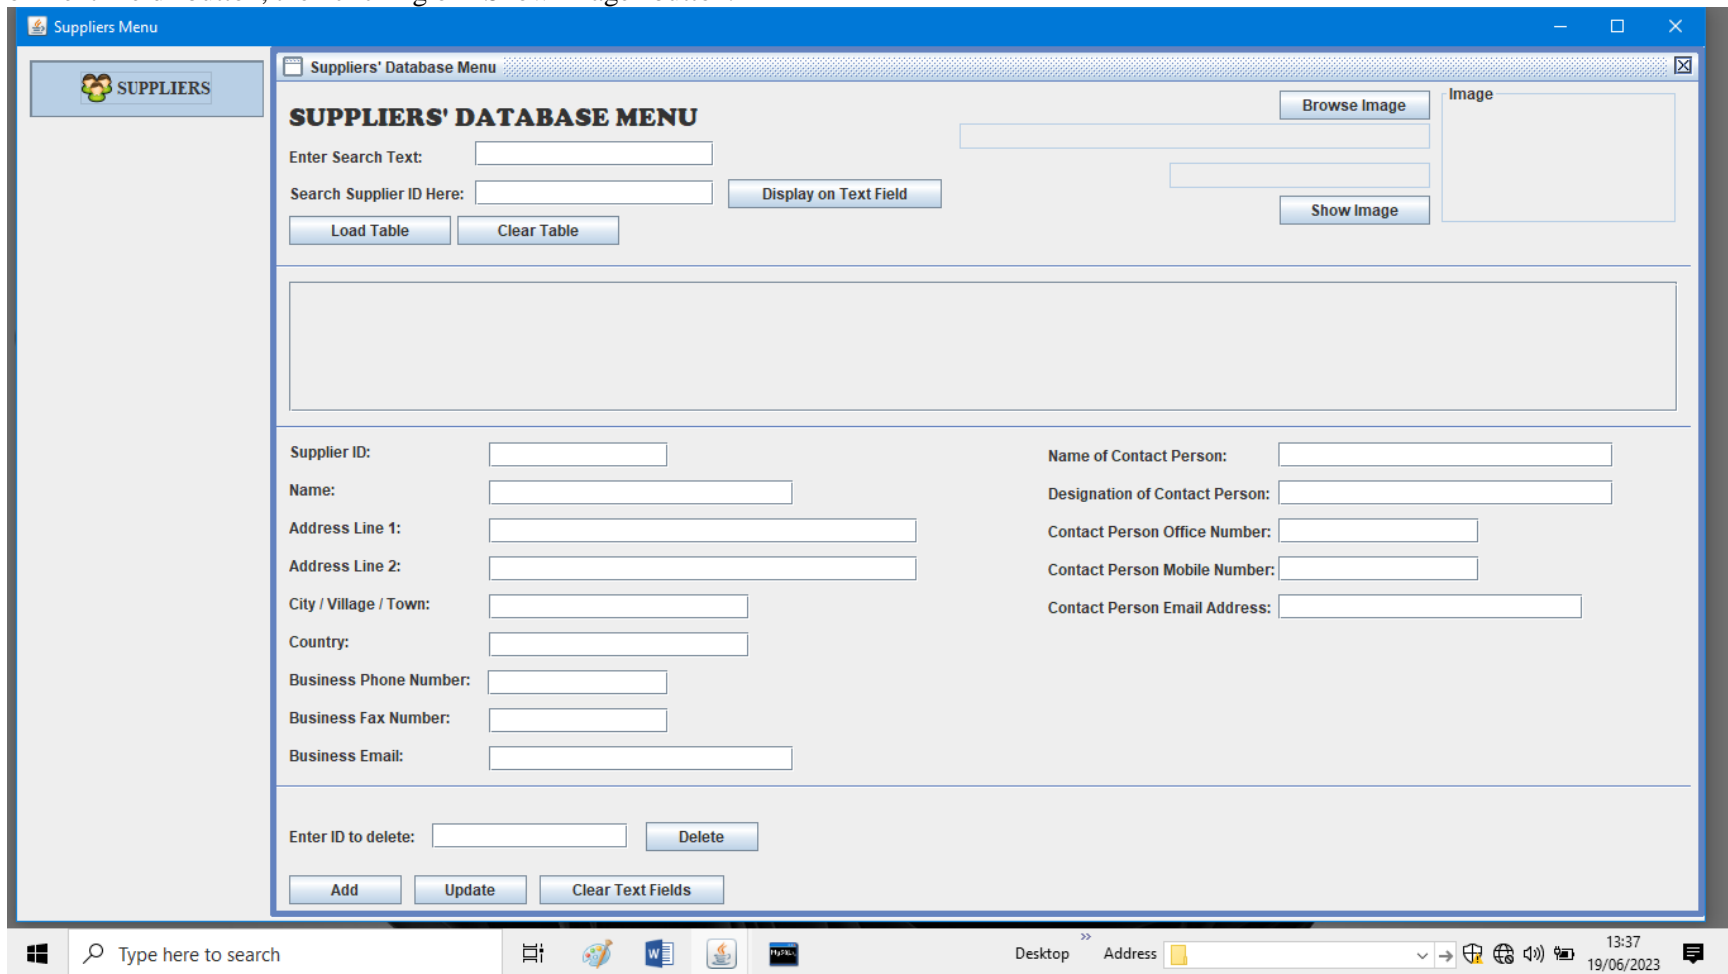 Suppliers Menu
SUPPLIERS
Suppliers' Database Menu
SUPPLIERS' DATABASE MENU
Browse Image
Image
Enter Search Text:
Search Supplier ID Here:
Display on Text Field
Show Image
Load Table
Clear Table
Supplier ID:
Name:
Address Line 1:
Address Line 2:
City / Village / Town:
Country:
Business Phone Number:
Business Fax Number:
Business Email:
Name of Contact Person:
Designation of Contact Person:
Contact Person Office Number:
Contact Person Mobile Number:
Contact Person Email Address:
Enter ID to delete:
Delete
Add
Update
Clear Text Fields
Type here to search
Desktop
Address
13:37
19/06/2023